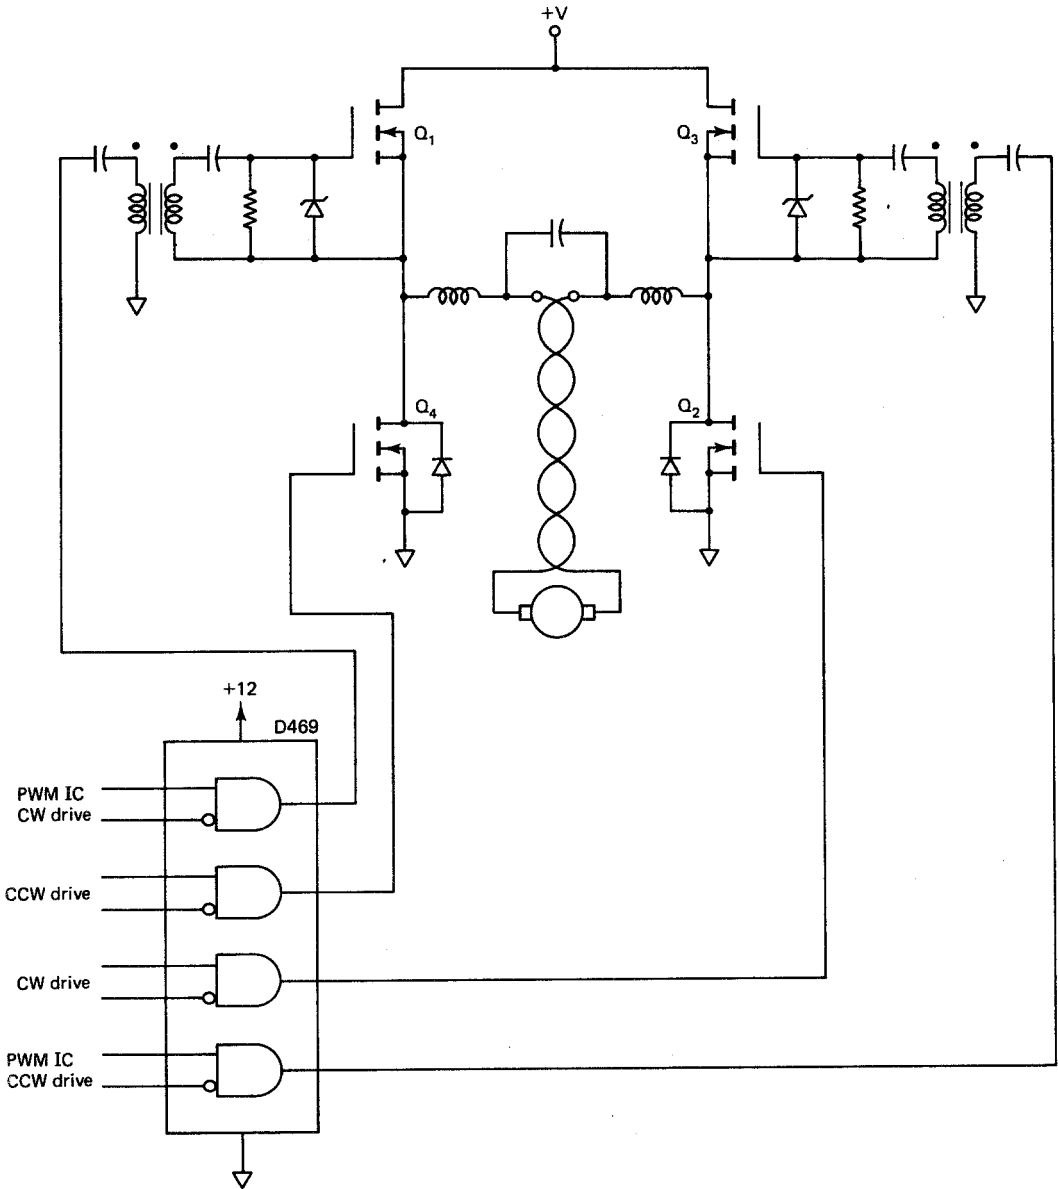 +V
Q1
Q3
Q4
Q2
+12
D469
PWM IC
CW drive
CCW drive
CW drive
PWM IC
CCW drive